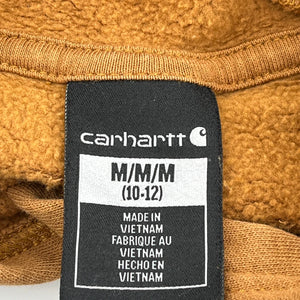 carhartt
M/M/M
(10-12)
MADE IN
VIETNAM
FABRIQUE AU
VIETNAM
HECHO EN
VIETNAM